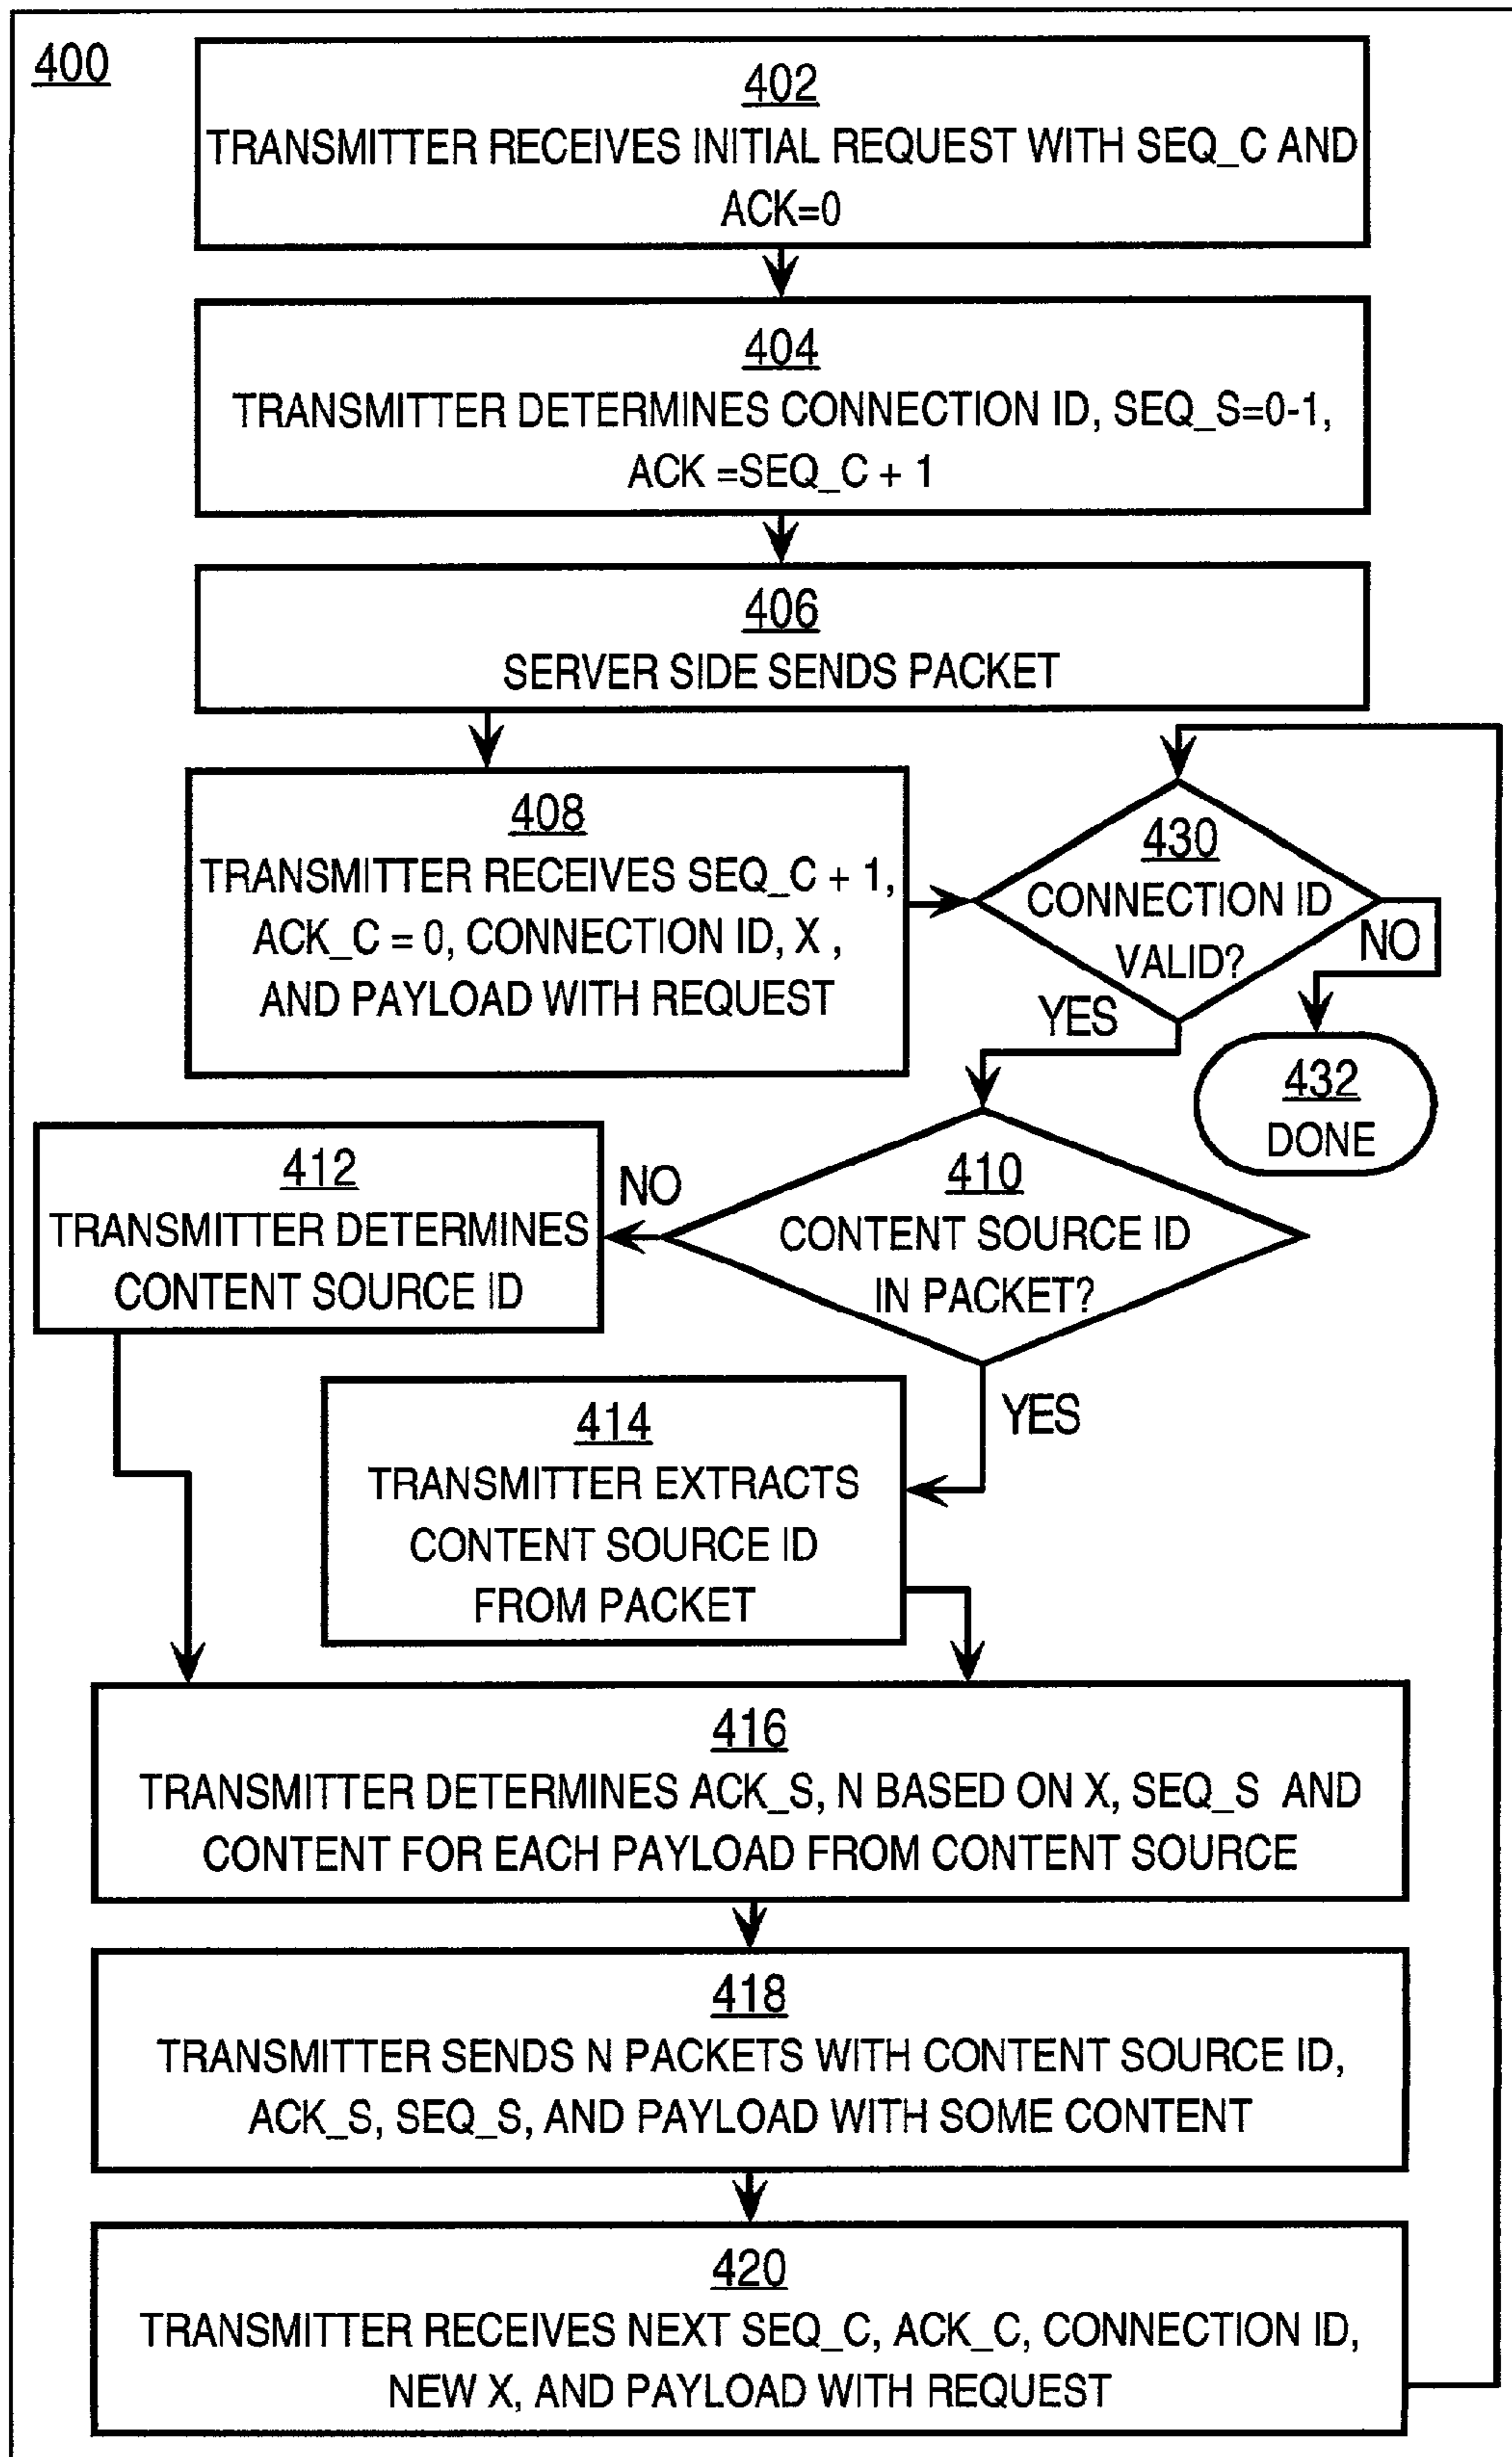 400
402
TRANSMITTER RECEIVES INITIAL REQUEST WITH SEQ_C AND
ACK=0
404
TRANSMITTER DETERMINES CONNECTION ID, SEQ_S=0-1,
ACK =SEQ_C + 1
406
SERVER SIDE SENDS PACKET
408
TRANSMITTER RECEIVES SEQ_C + 1,
ACK_C = 0, CONNECTION ID, X ,
AND PAYLOAD WITH REQUEST
430
CONNECTION ID
VALID?
NO
YES
432
DONE
410
CONTENT SOURCE ID
IN PACKET?
NO
412
TRANSMITTER DETERMINES
CONTENT SOURCE ID
YES
414
TRANSMITTER EXTRACTS
CONTENT SOURCE ID
FROM PACKET
416
TRANSMITTER DETERMINES ACK_S, N BASED ON X, SEQ_S AND
CONTENT FOR EACH PAYLOAD FROM CONTENT SOURCE
418
TRANSMITTER SENDS N PACKETS WITH CONTENT SOURCE ID,
ACK_S, SEQ_S, AND PAYLOAD WITH SOME CONTENT
420
TRANSMITTER RECEIVES NEXT SEQ_C, ACK_C, CONNECTION ID,
NEW X, AND PAYLOAD WITH REQUEST